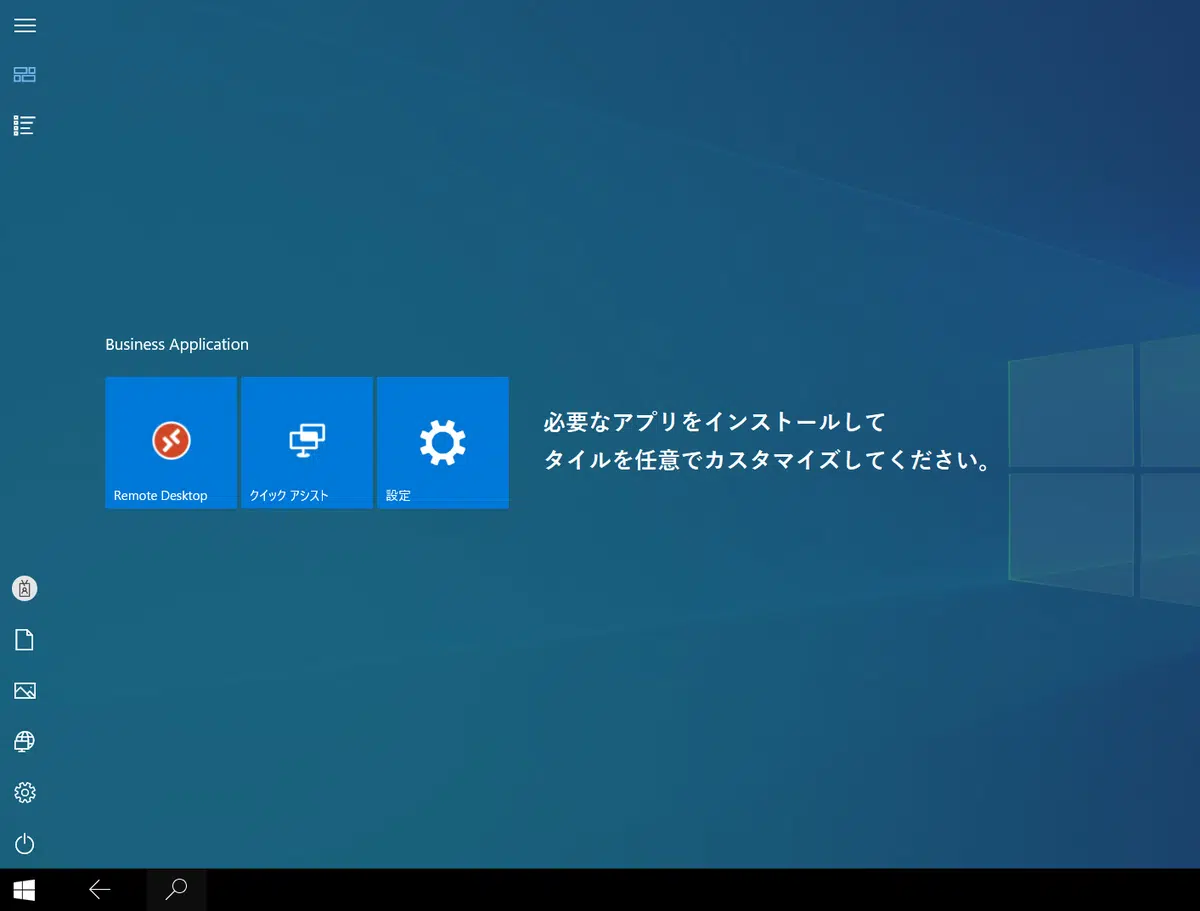 Business Application
Remote Desktop
クイック アシスト
設定
必要なアプリをインストールして
タイルを任意でカスタマイズしてください。